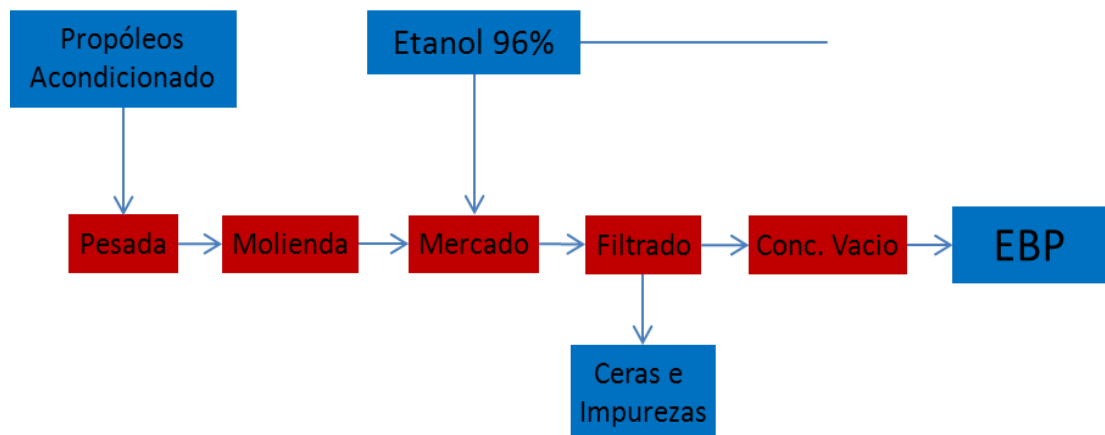 Propóleos
Acondicionado
Etanol 96%
Pesada
Molienda
Mercado
Filtrado
Conc. Vacio
EBP
Ceras e
Impurezas